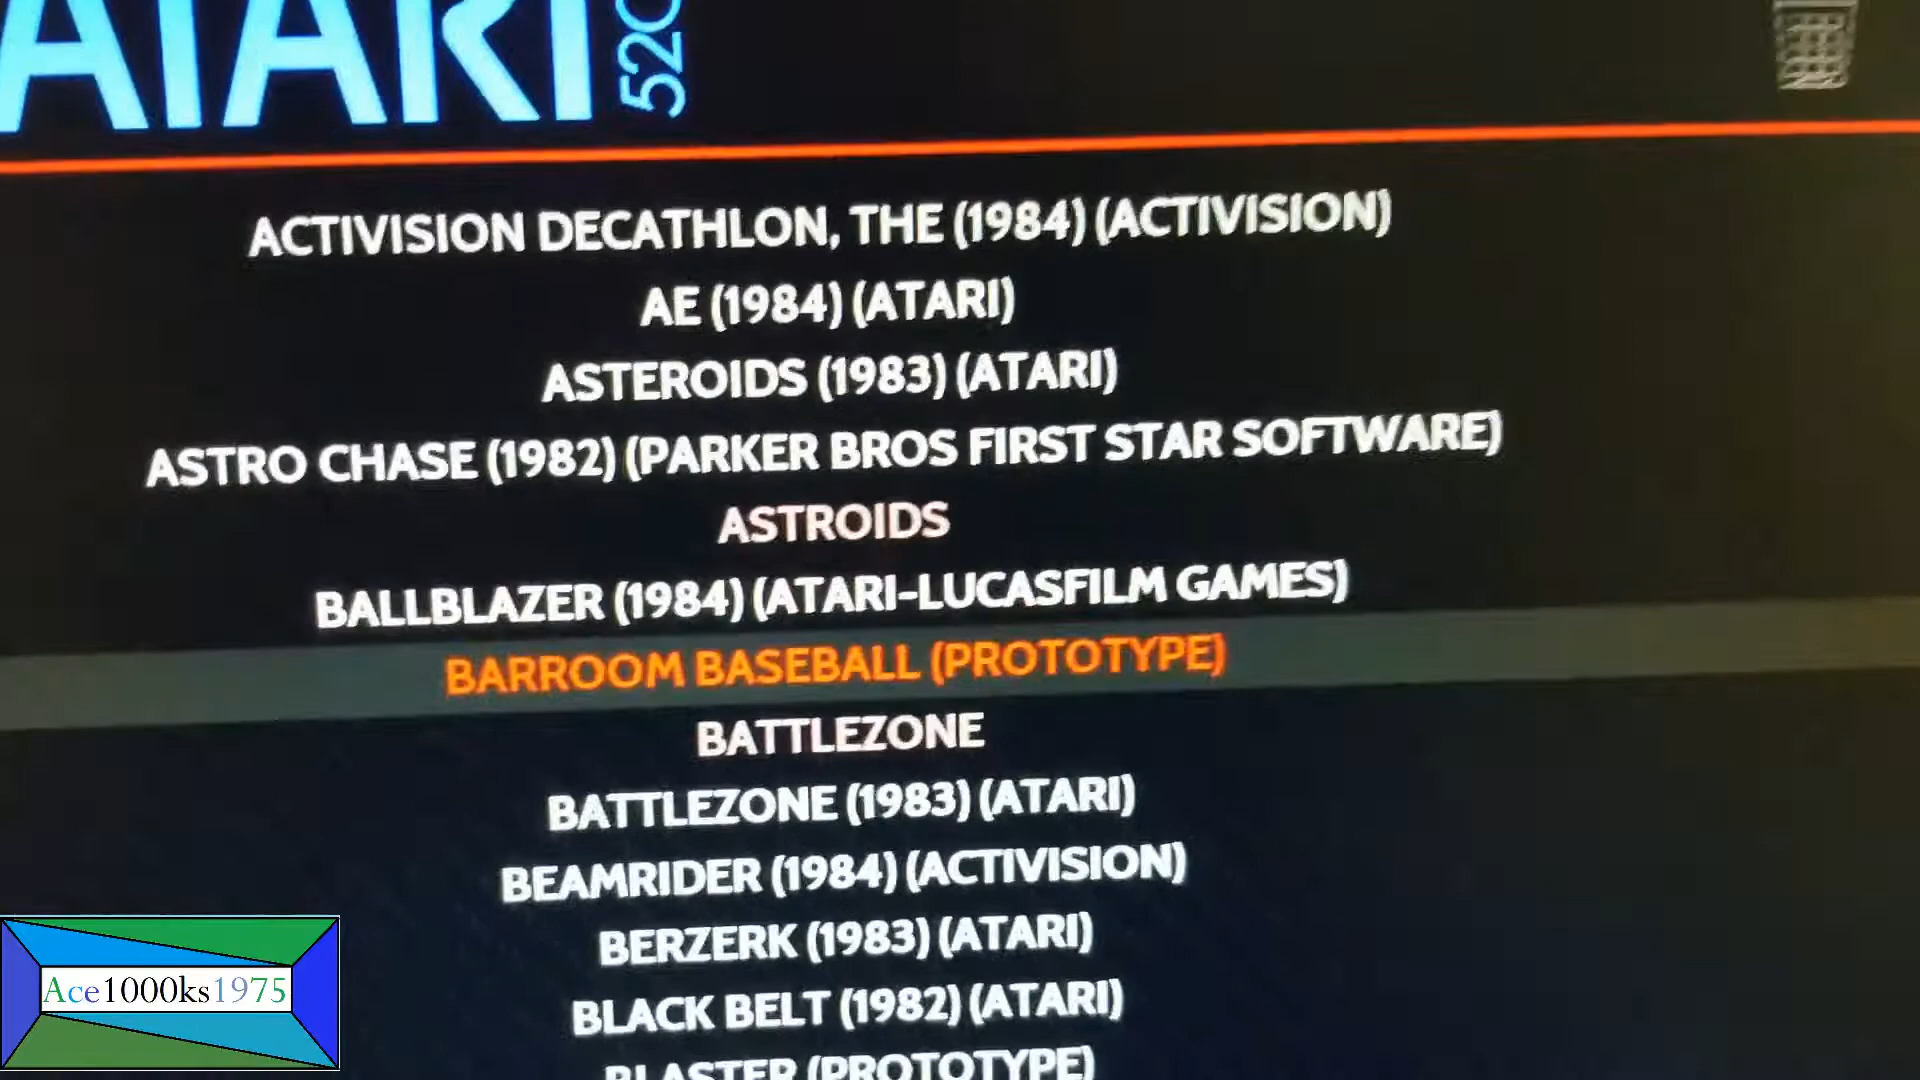 ATARI
520
ACTIVISION DECATHLON, THE (1984) (ACTIVISION)
AE (1984) (ATARI)
ASTEROIDS (1983) (ATARI)
ASTRO CHASE (1982) (PARKER BROS FIRST STAR SOFTWARE)
ASTROIDS
BALLBLAZER (1984) (ATARI-LUCASFILM GAMES)
BARROOM BASEBALL (PROTOTYPE)
BATTLEZONE
BATTLEZONE (1983) (ATARI)
BEAMRIDER (1984) (ACTIVISION)
BERZERK (1983) (ATARI)
BLACK BELT (1982) (ATARI)
BLASTER (PROTOTYPE)
Ace1000ks1975